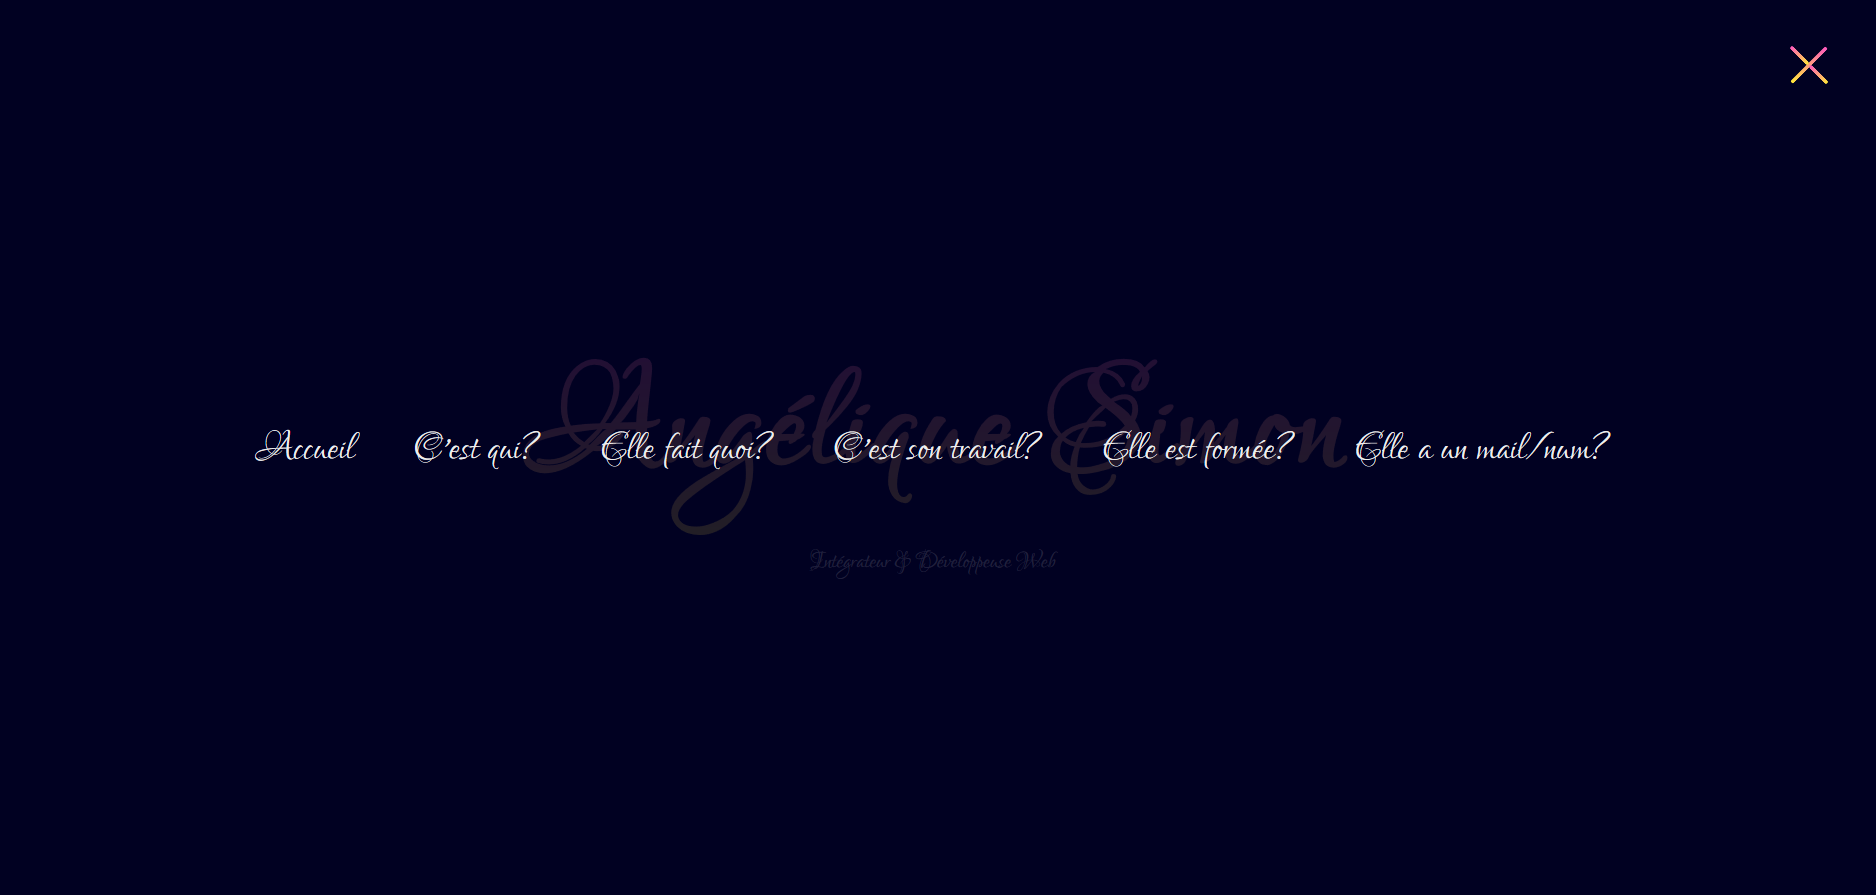 Angélique Simon
Accueil C'est qui? Elle fait quoi? C'est son travail? Elle est formée? Elle a un mail/num?
Intégrateur & Développeuse Web